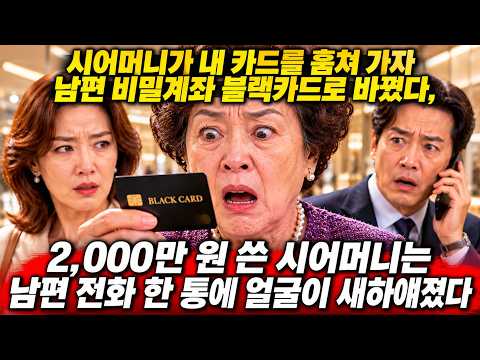 시어머니가 내 카드를 훔쳐 가자
남편 비밀계좌 블랙카드로 바꿨다,
BLACK CARD
2,000만 원 쓴 시어머니는
남편 전화 한 통에 얼굴이 새하얘졌다